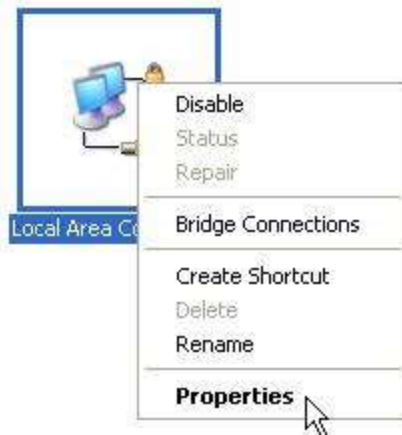 Disable
Status
Repair
Local Area Co
Bridge Connections
Create Shortcut
Delete
Rename
Properties